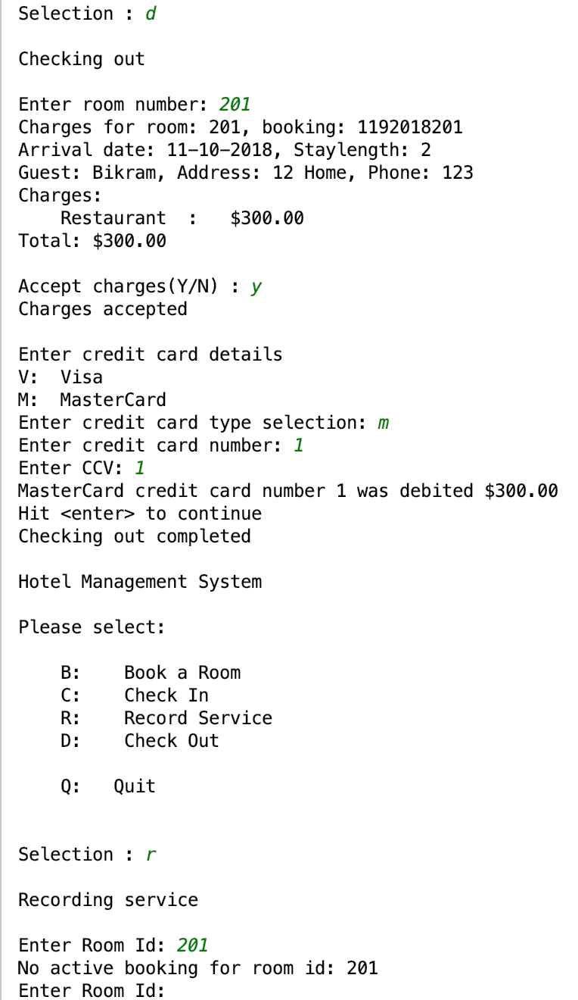 Selection : d
Checking out
Enter room number: 201
Charges for room: 201, booking: 1192018201
Arrival date: 11-10-2018, Staylength: 2
Guest: Bikram, Address: 12 Home, Phone: 123
Charges:
Restaurant : $300.00
Total: $300.00
Accept charges(Y/N) : y
Charges accepted
Enter credit card details
V: Visa
M: MasterCard
Enter credit card type selection: m
Enter credit card number: 1
Enter CCV: 1
MasterCard credit card number 1 was debited $300.00
Hit <enter> to continue
Checking out completed
Hotel Management System
Please select:
B: Book a Room
C: Check In
R: Record Service
D: Check Out
Q: Quit
Selection : r
Recording service
Enter Room Id: 201
No active booking for room id: 201
Enter Room Id: